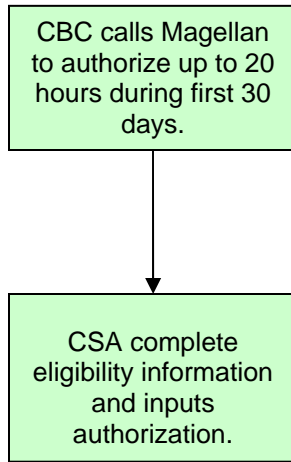 CBC calls Magellan
to authorize up to 20
hours during first 30
days.
CSA complete
eligibility information
and inputs
authorization.